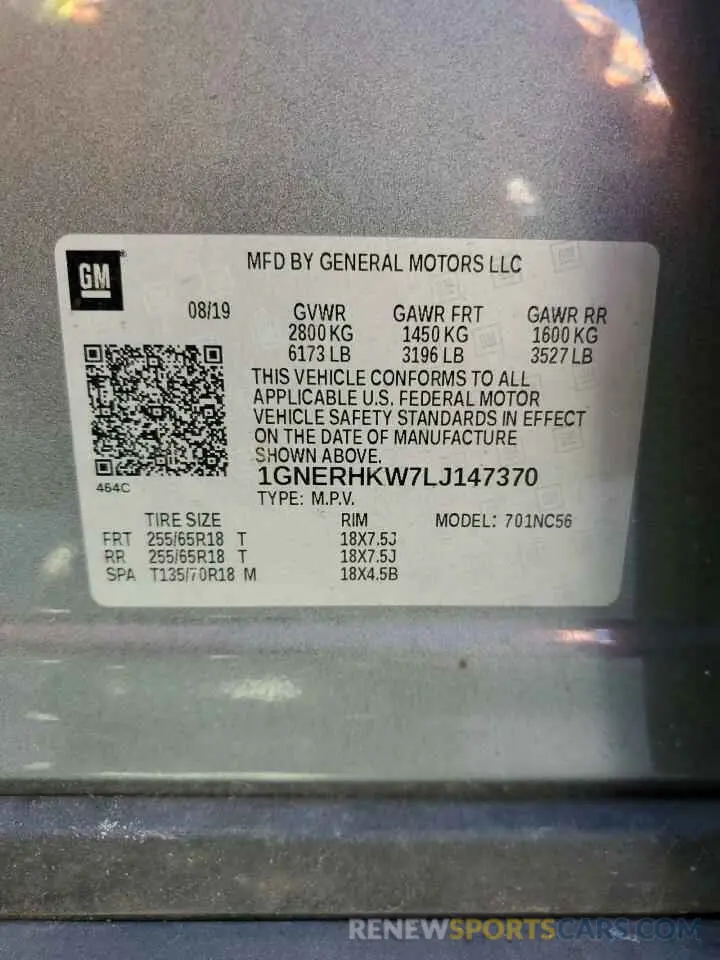 GM
MFD BY GENERAL MOTORS LLC
08/19 GVWR GAWR FRT GAWR RR
2800 KG 1450 KG 1600 KG
6173 LB 3196 LB 3527 LB
THIS VEHICLE CONFORMS TO ALL
APPLICABLE U.S. FEDERAL MOTOR
VEHICLE SAFETY STANDARDS IN EFFECT
ON THE DATE OF MANUFACTURE
SHOWN ABOVE.
464C
1GNERHKW7LJ147370
TYPE: M.P.V.
TIRE SIZE RIM MODEL: 701NC56
FRT 255/65R18 T 18X7.5J
RR 255/65R18 T 18X7.5J
SPA T135/70R18 M 18X4.5B
RENEWSPORTSCARS.COM